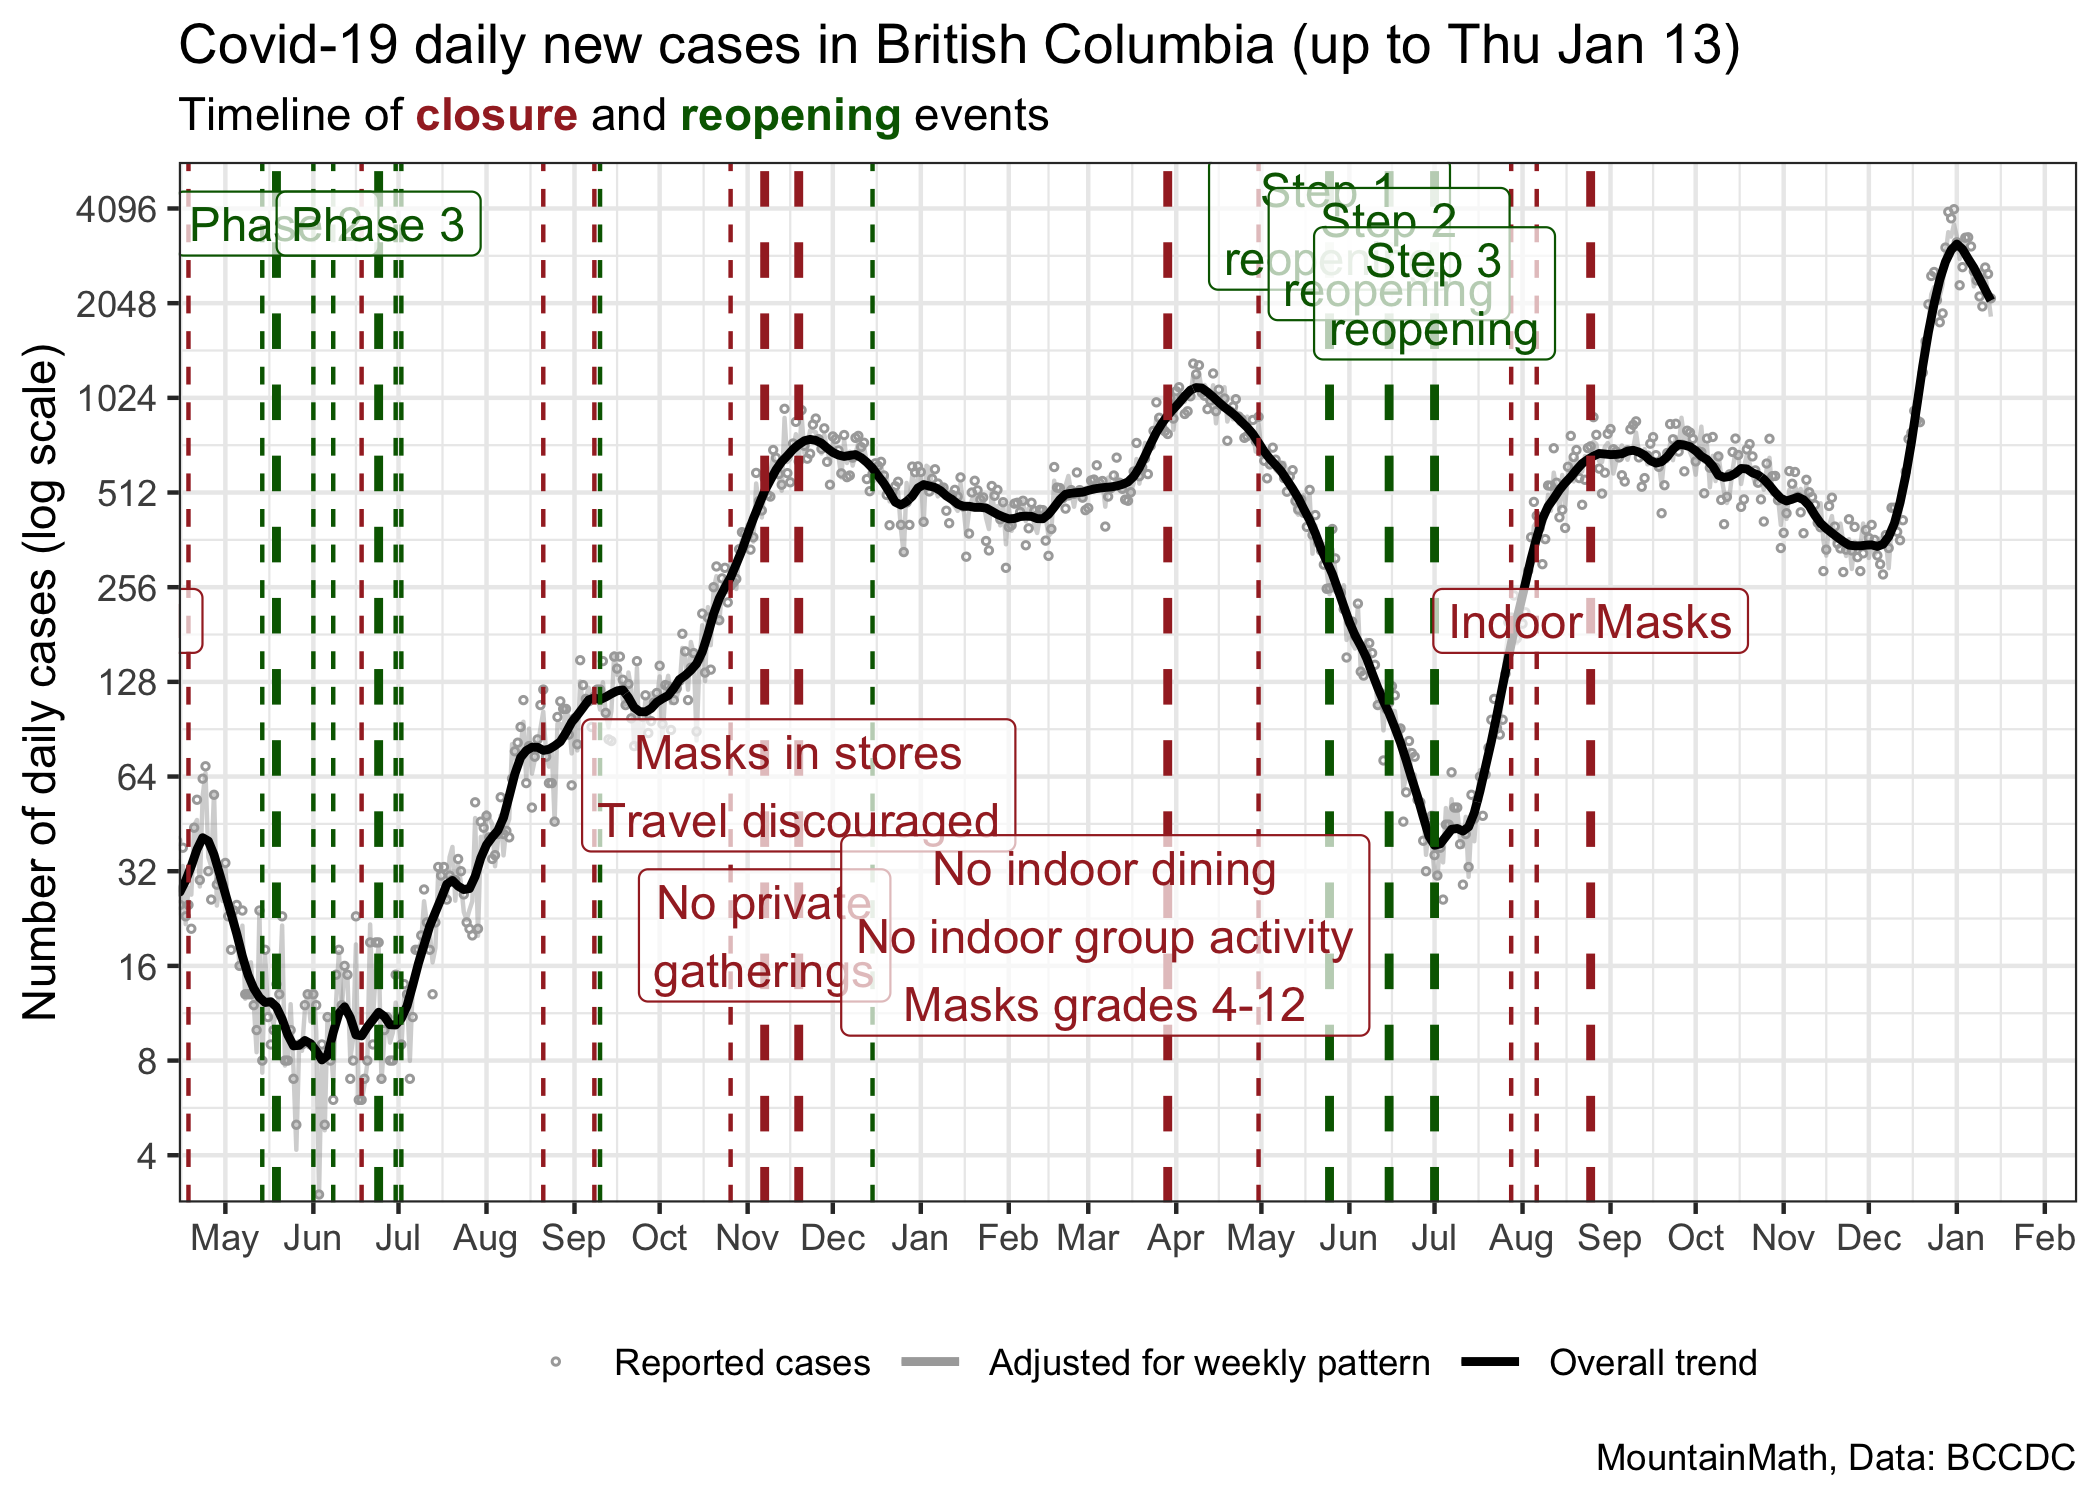 Covid-19 daily new cases in British Columbia (up to Thu Jan 13)
Timeline of closure and reopening events
Number of daily cases (log scale)
4096
2048
1024
512
256
128
64
32
16
8
4
Phase 2
Phase 3
Step 1
reopening
Step 2
reopening
Step 3
reopening
Indoor Masks
Masks in stores
Travel discouraged
No private
gatherings
No indoor dining
No indoor group activity
Masks grades 4-12
May Jun Jul Aug Sep Oct Nov Dec Jan Feb Mar Apr May Jun Jul Aug Sep Oct Nov Dec Jan Feb
Reported cases Adjusted for weekly pattern Overall trend
MountainMath, Data: BCCDC